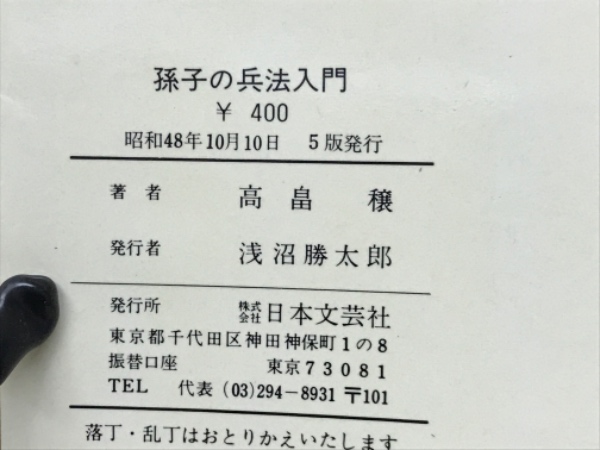 孫子の兵法入門
¥ 400
昭和48年10月10日 5版発行
著者 高畠 穣
発行者 浅沼勝太郎
発行所 株式会社 日本文芸社
東京都千代田区神田神保町1の8
振替口座 東京73081
TEL 代表 (03)294-8931 〒101
落丁・乱丁はおとりかえいたします